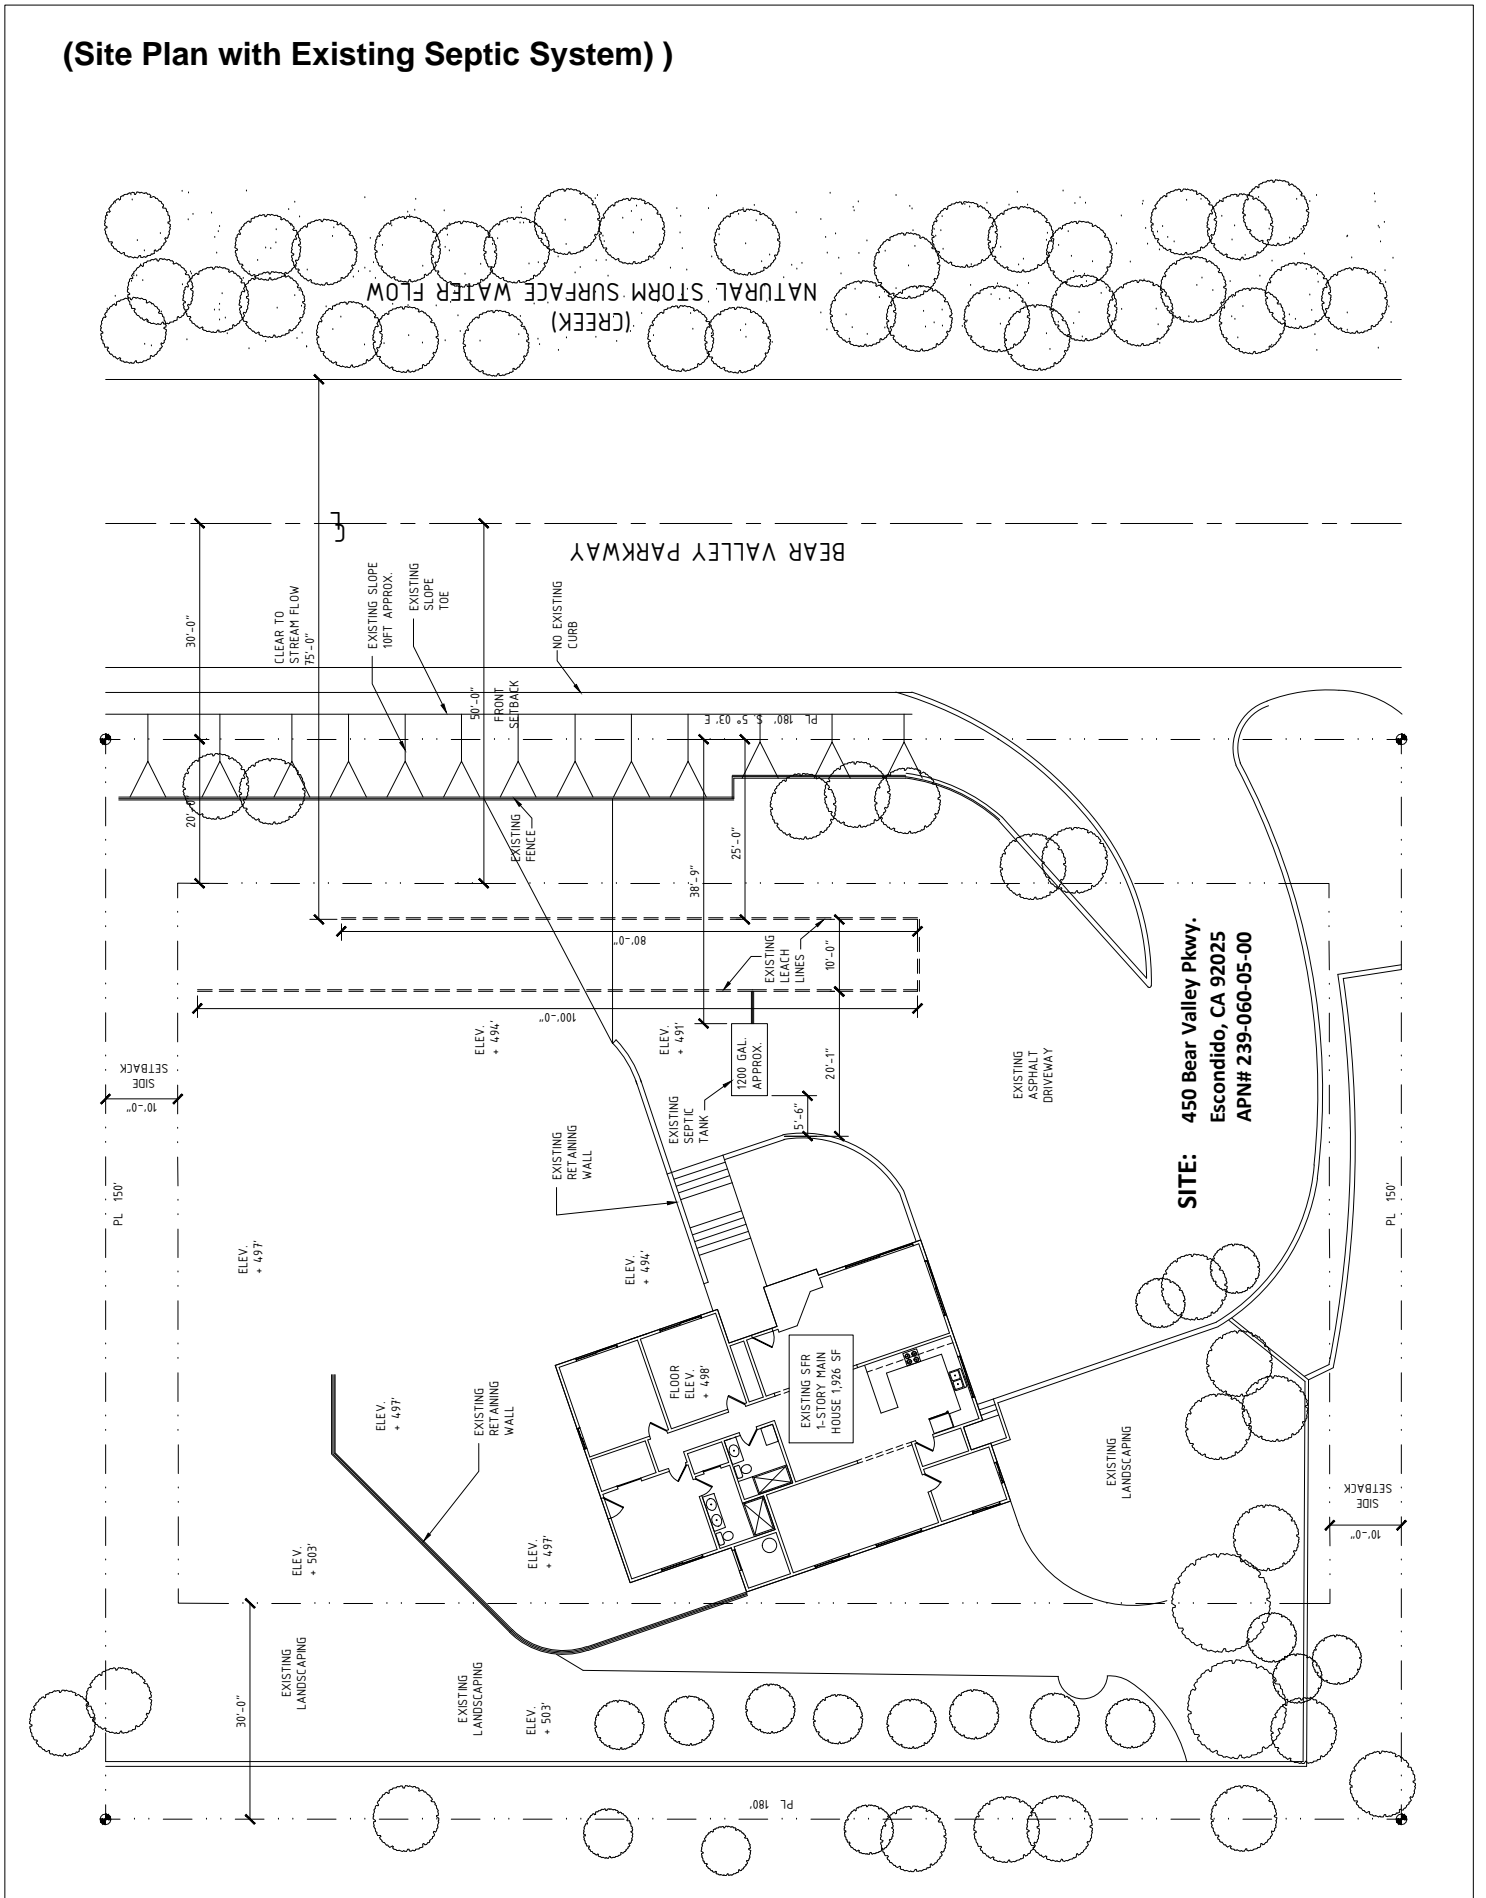 (Site Plan with Existing Septic System) )
NATURAL STORM SURFACE WATER FLOW
(CREEK)
BEAR VALLEY PARKWAY
30'-0"
CLEAR TO
STREAM FLOW
75'-0"
EXISTING SLOPE
10FT APPROX.
EXISTING
SLOPE
TOE
NO EXISTING
CURB
50'-0"
FRONT
SETBACK
PL 180' S. 5° 03' E
20'-0"
EXISTING
FENCE
25'-0"
38'-9"
80'-0"
EXISTING
LEACH
LINES
10'-0"
100'-0"
ELEV.
+ 494'
ELEV.
+ 491'
1200 GAL.
APPROX.
20'-1"
EXISTING
ASPHALT
DRIVEWAY
SITE:
450 Bear Valley Pkwy.
Escondido, CA 92025
APN# 239-060-05-00
SIDE
SETBACK
10'-0"
EXISTING
SEPTIC
TANK
5'-6"
EXISTING
RETAINING
WALL
PL 150'
PL 150'
ELEV.
+ 497'
ELEV.
+ 494'
FLOOR
ELEV.
+ 498'
EXISTING SFR
1-STORY MAIN
HOUSE 1,926 SF
ELEV.
+ 497'
EXISTING
RETAINING
WALL
EXISTING
LANDSCAPING
SIDE
SETBACK
10'-0"
ELEV.
+ 503'
ELEV.
+ 497'
30'-0"
EXISTING
LANDSCAPING
EXISTING
LANDSCAPING
ELEV.
+ 503'
PL 180'